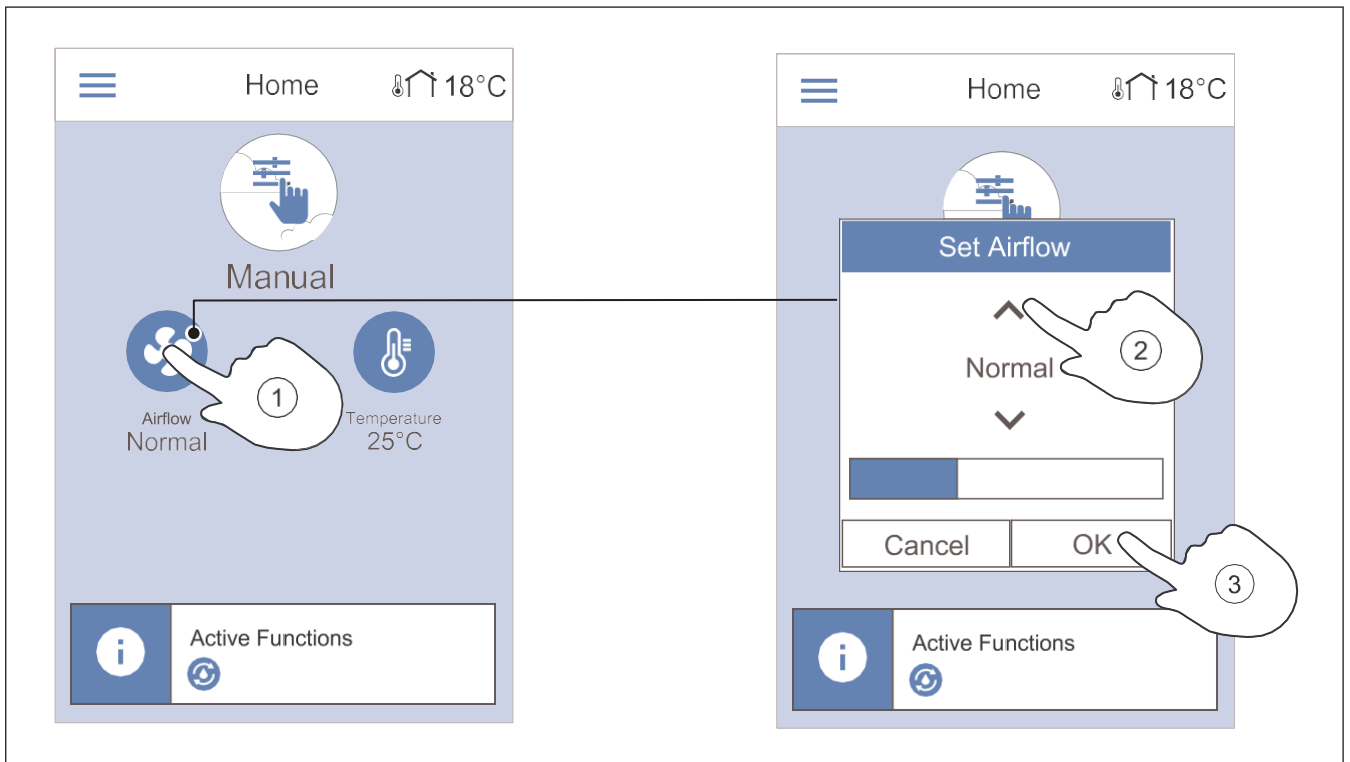 Home 18°C
Manual
1
Airflow
Normal
Temperature
25°C
i
Active Functions
Home 18°C
Set Airflow
2
Normal
Cancel OK
3
i
Active Functions